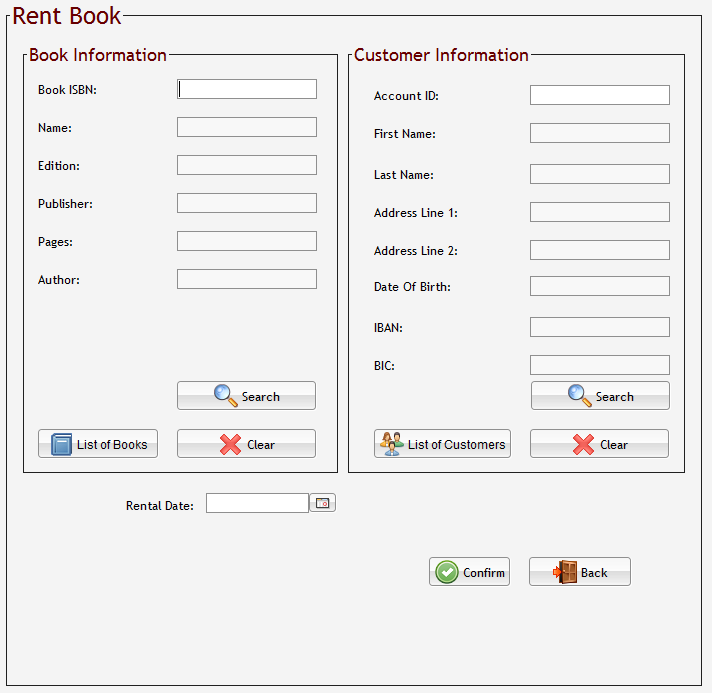 Rent Book
Book Information
Book ISBN:
Name:
Edition:
Publisher:
Pages:
Author:
Search
List of Books
Clear
Customer Information
Account ID:
First Name:
Last Name:
Address Line 1:
Address Line 2:
Date Of Birth:
IBAN:
BIC:
Search
List of Customers
Clear
Rental Date:
Confirm
Back